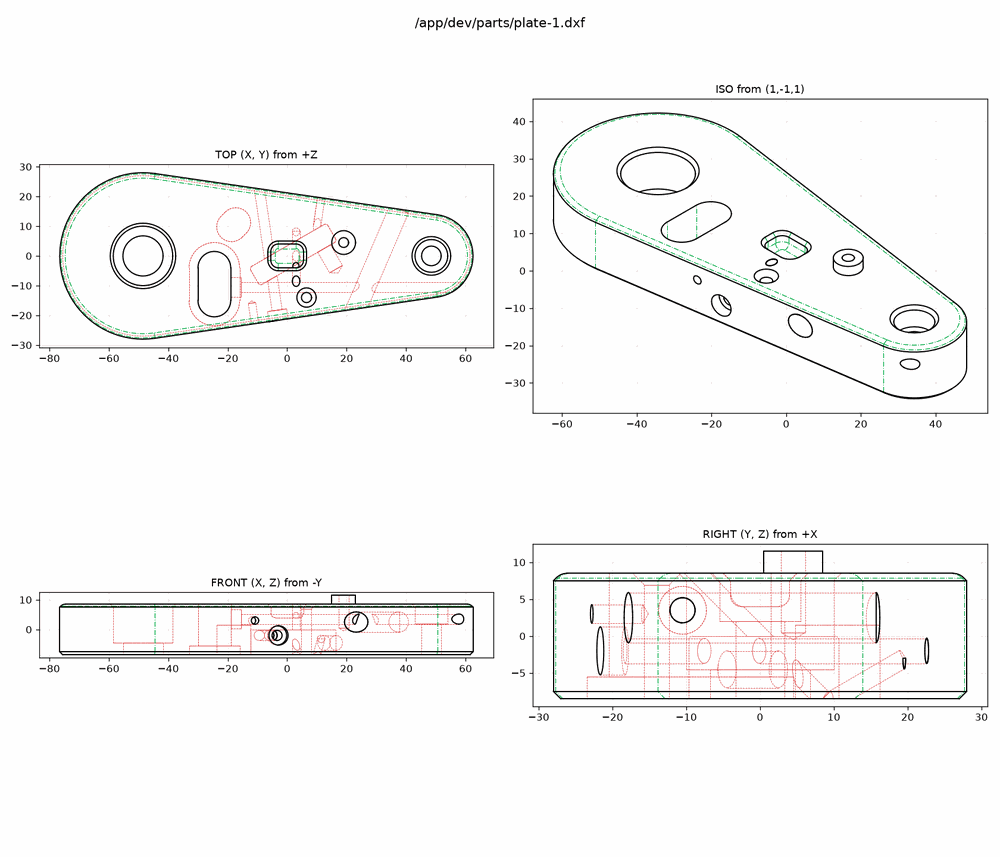 /app/dev/parts/plate-1.dxf
TOP (X, Y) from +Z
30
20
10
0
−10
−20
−30
−80 −60 −40 −20 0 20 40 60
ISO from (1,-1,1)
40
30
20
10
0
−10
−20
−30
−60 −40 −20 0 20 40
FRONT (X, Z) from -Y
10
0
−80 −60 −40 −20 0 20 40 60
RIGHT (Y, Z) from +X
10
5
0
−5
−30 −20 −10 0 10 20 30